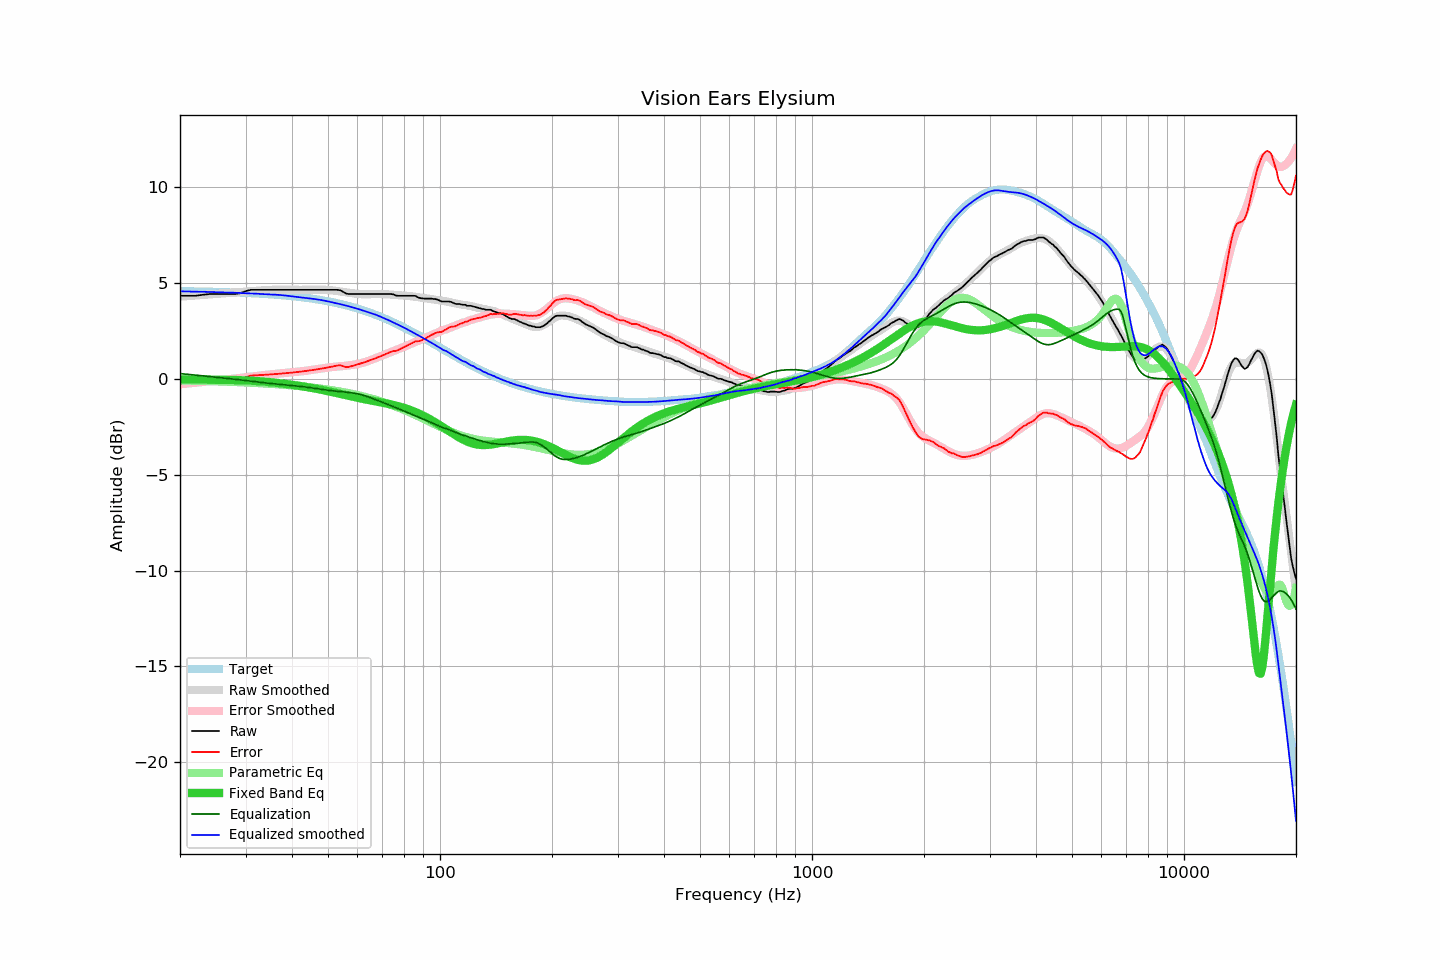 Vision Ears Elysium
Amplitude (dBr)
10
5
0
−5
−10
−15
−20
Target
Raw Smoothed
Error Smoothed
Raw
Error
Parametric Eq
Fixed Band Eq
Equalization
Equalized smoothed
100
1000
10000
Frequency (Hz)